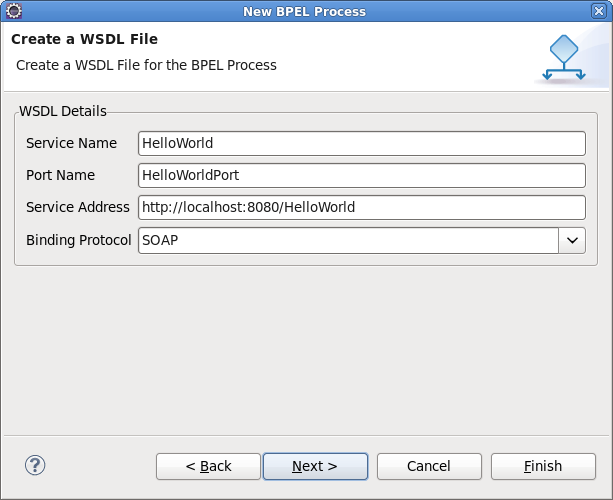 New BPEL Process
Create a WSDL File
Create a WSDL File for the BPEL Process
WSDL Details
Service Name HelloWorld
Port Name HelloWorldPort
Service Address http://localhost:8080/HelloWorld
Binding Protocol SOAP
? < Back Next > Cancel Finish